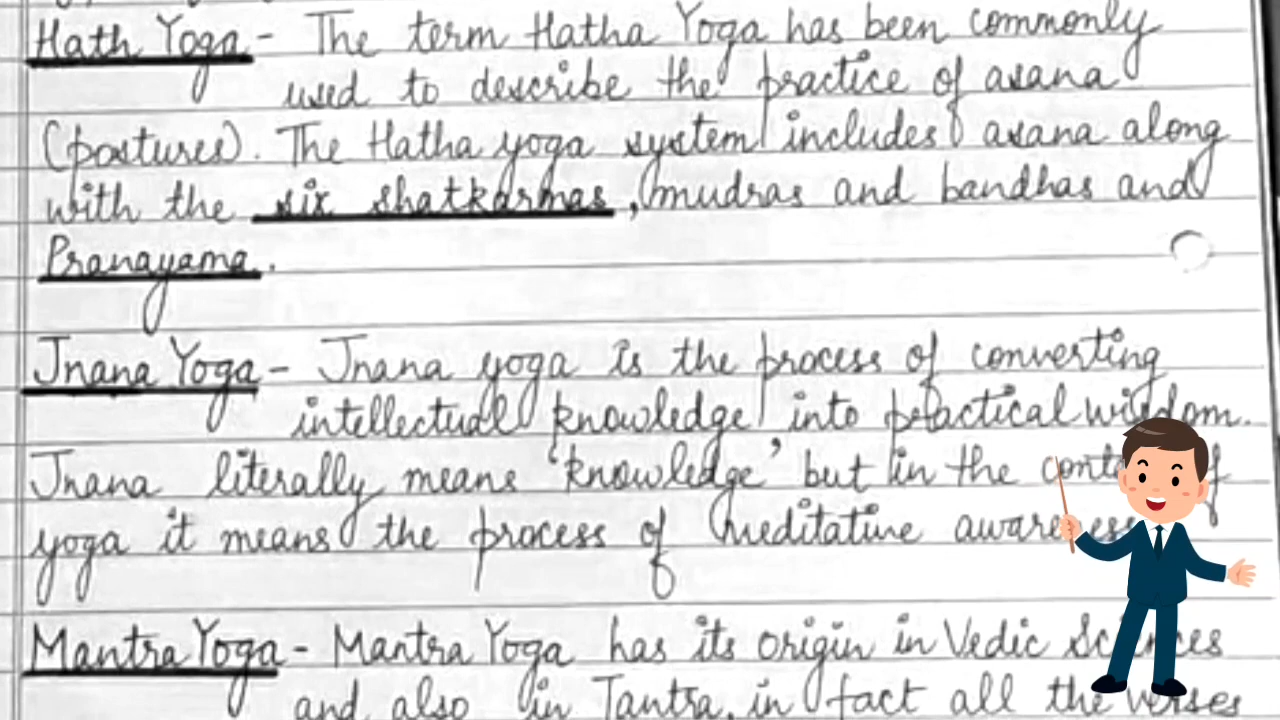 Hath Yoga - The term Hatha Yoga has been commonly
used to describe the practice of asana
(postures). The Hatha yoga system includes asana along
with the six shatkarmas, mudras and bandhas and
Pranayama.
Jnana Yoga - Jnana yoga is the process of converting
intellectual knowledge into practical wisdom.
Jnana literally means 'knowledge' but in the
yoga it means the process of meditative awareness
Mantra Yoga - Mantra Yoga has its origin in Vedic Sciences
and also in Tantra, in fact all the verses